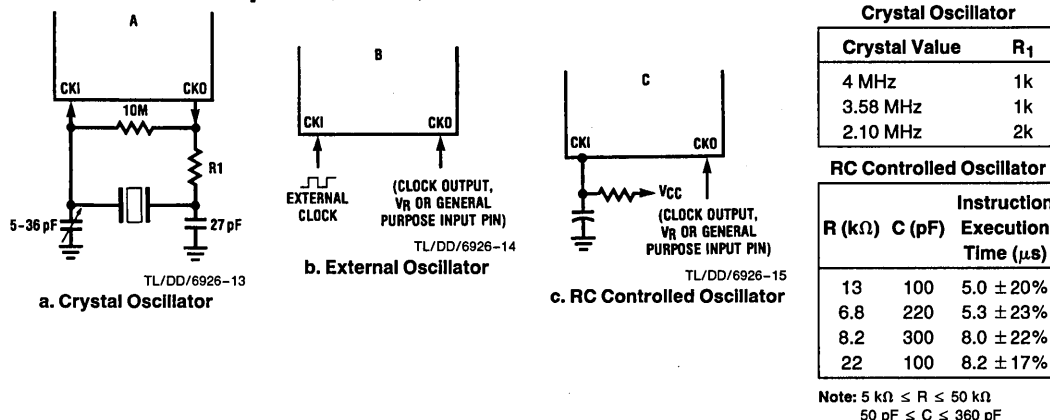 A
CKI
CKO
10M
R1
5-36 pF
27 pF
TL/DD/6926-13
a. Crystal Oscillator
B
CKI
CKO
EXTERNAL
CLOCK
(CLOCK OUTPUT,
VR OR GENERAL
PURPOSE INPUT PIN)
TL/DD/6926-14
b. External Oscillator
C
CKI
CKO
VCC
(CLOCK OUTPUT,
VR OR GENERAL
PURPOSE INPUT PIN)
TL/DD/6926-15
c. RC Controlled Oscillator
Crystal Oscillator
Crystal Value R1
4 MHz 1k
3.58 MHz 1k
2.10 MHz 2k
RC Controlled Oscillator
R (kΩ) C (pF) Instruction
Execution
Time (µs)
13 100 5.0 ±20%
6.8 220 5.3 ±23%
8.2 300 8.0 ±22%
22 100 8.2 ±17%
Note: 5 kΩ ≤ R ≤ 50 kΩ
50 pF ≤ C ≤ 360 pF